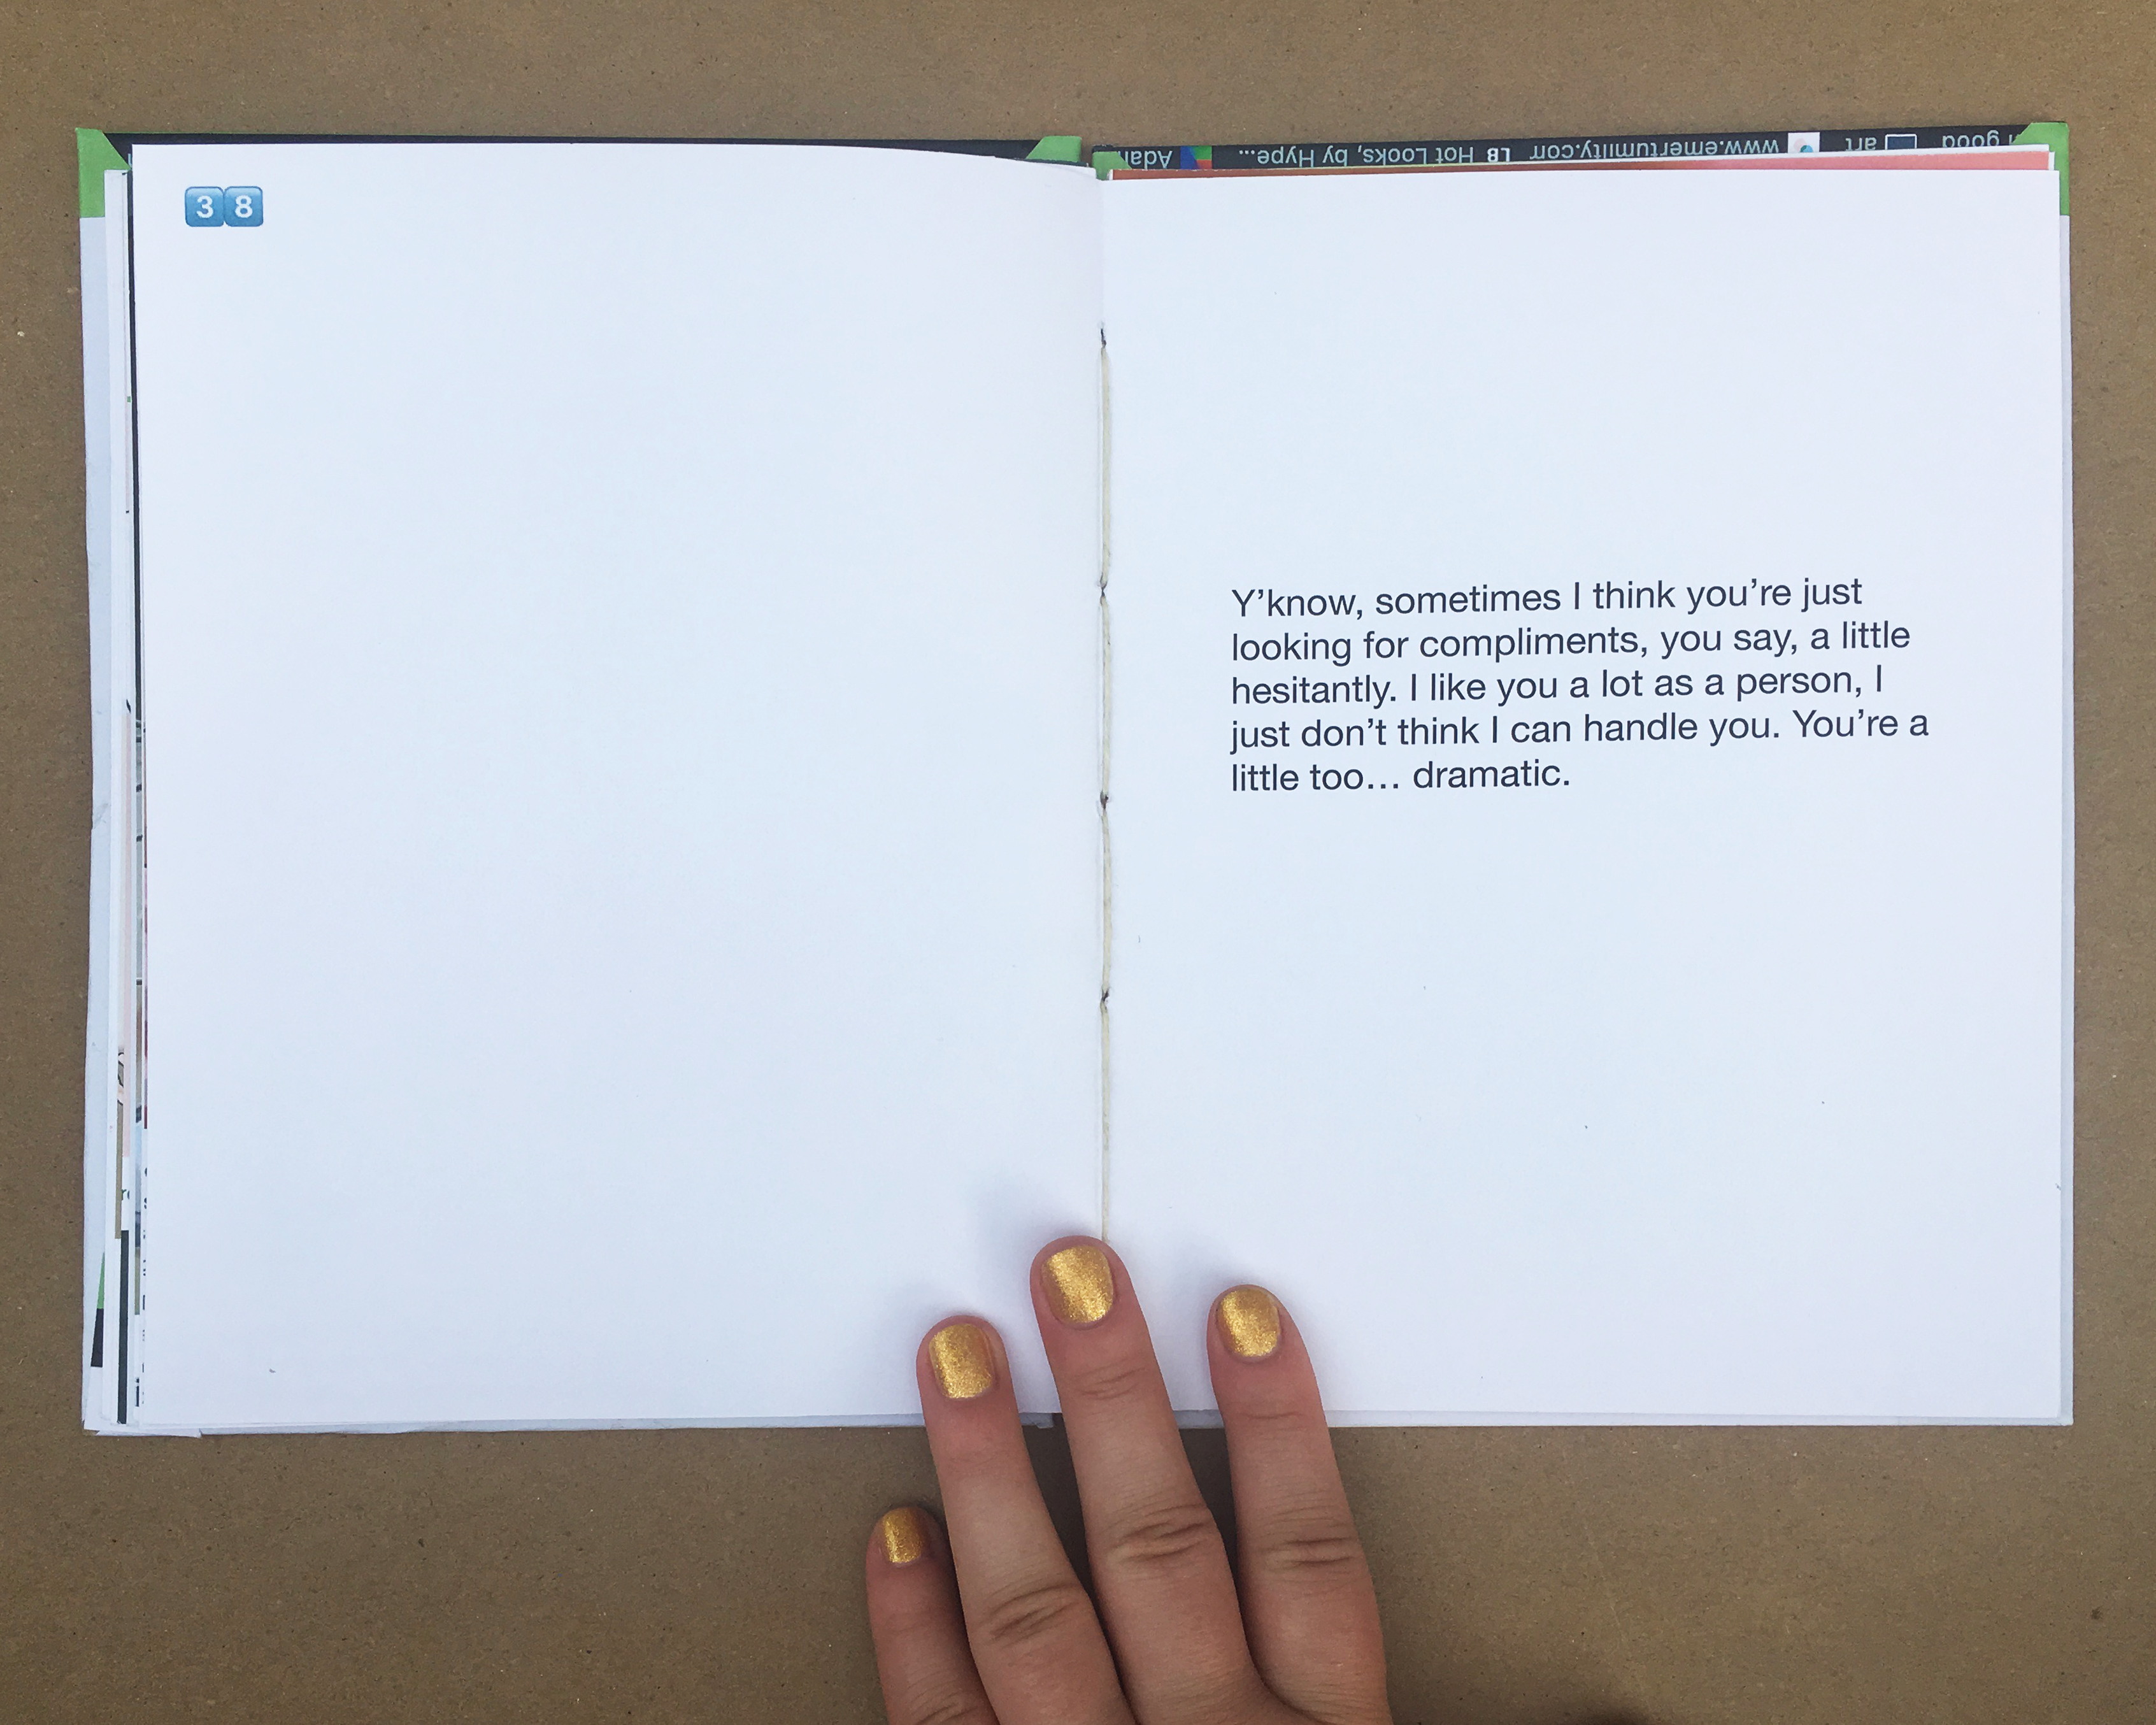 good art www.emerrtumility.com LB Hot Looks, by Hype... Adan
38
Y’know, sometimes I think you’re just
looking for compliments, you say, a little
hesitantly. I like you a lot as a person, I
just don’t think I can handle you. You’re a
little too… dramatic.